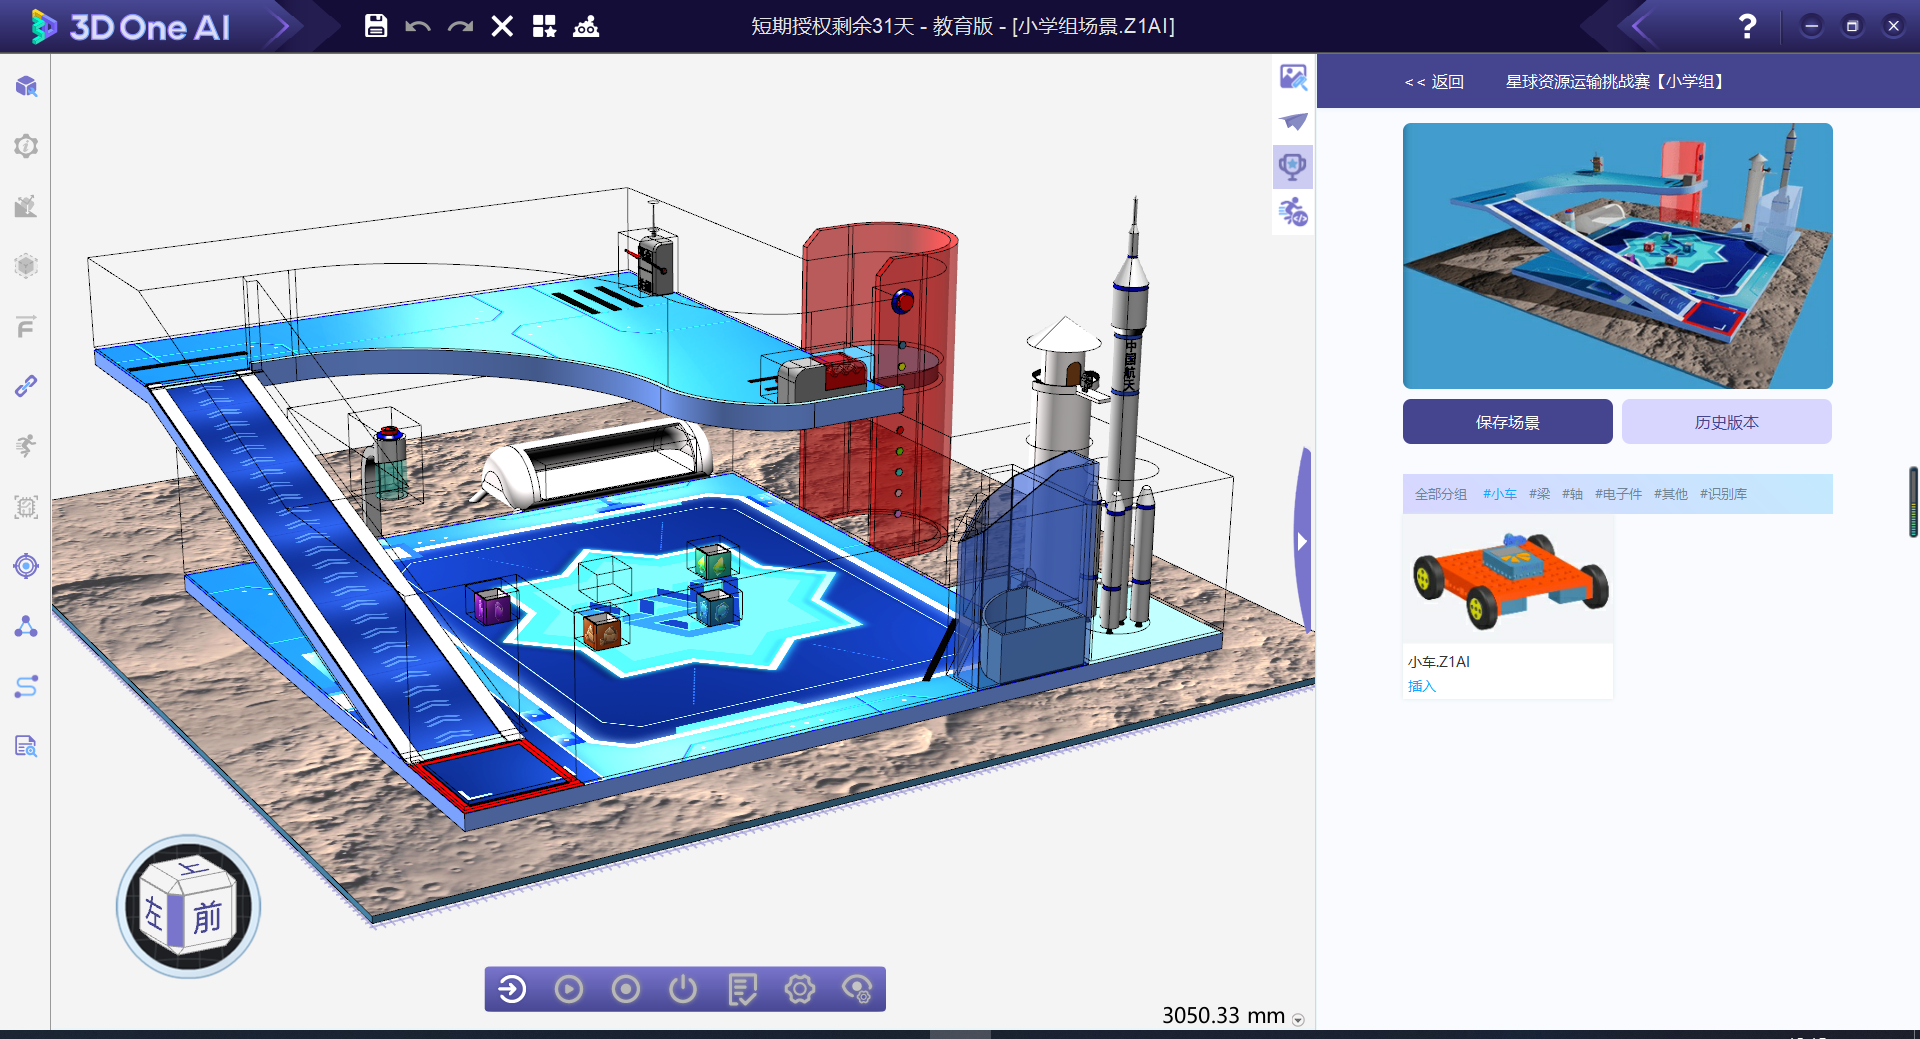 3D One AI
短期授权剩余31天 - 教育版 - [小学组场景.Z1AI]
?
<< 返回
星球资源运输挑战赛【小学组】
中国航天
保存场景
历史版本
全部分组 #小车 #梁 #轴 #电子件 #其他 #识别库
小车.Z1AI
插入
上
左
前
3050.33 mm